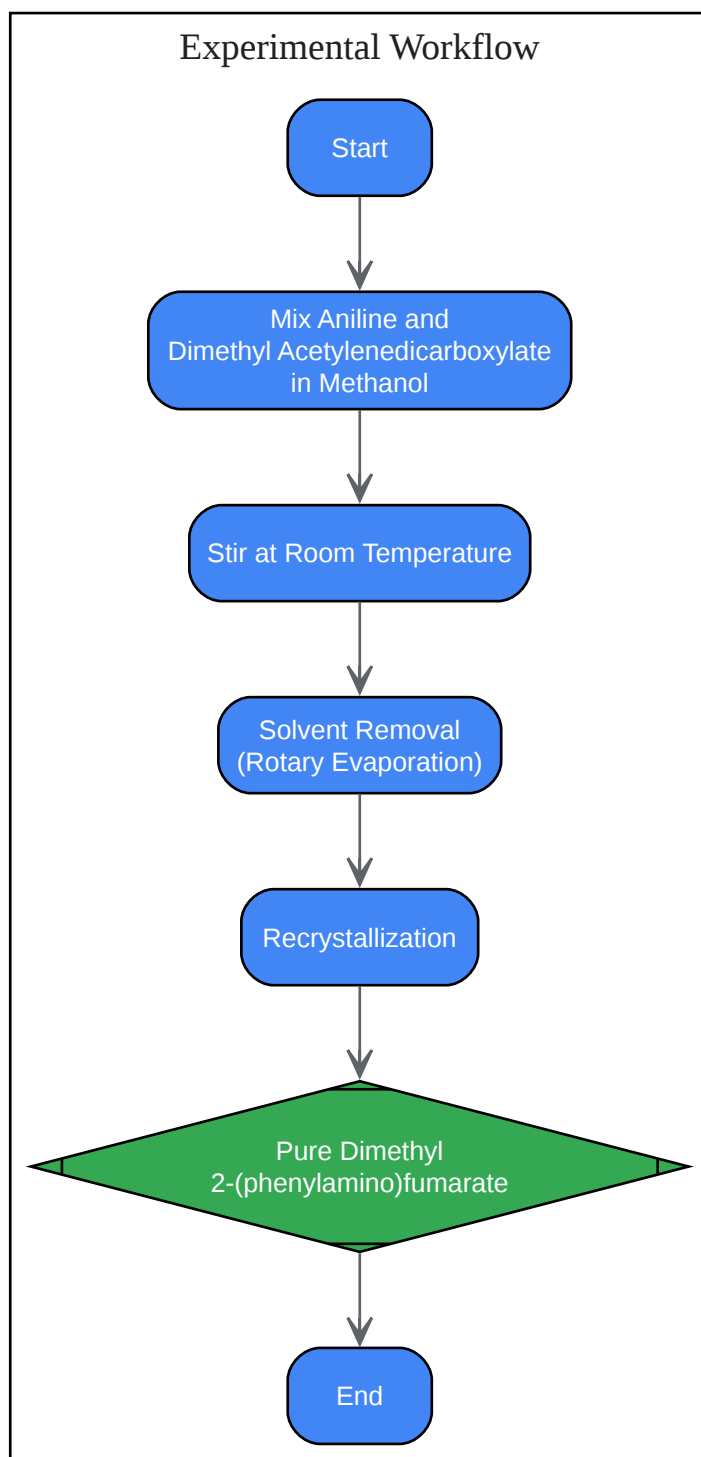 Experimental Workflow
Start
Mix Aniline and
Dimethyl Acetylenedicarboxylate
in Methanol
Stir at Room Temperature
Solvent Removal
(Rotary Evaporation)
Recrystallization
Pure Dimethyl
2-(phenylamino)fumarate
End